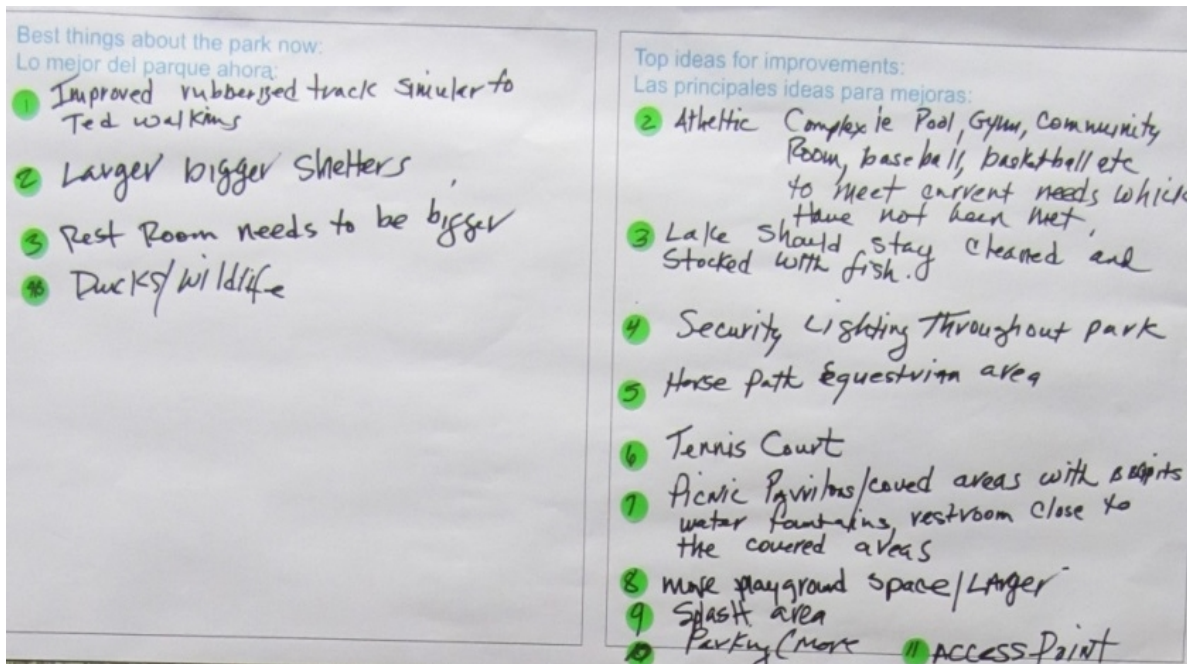 Best things about the park now:
Lo mejor del parque ahora:
1 Improved rubberized track simuler to
Ted walkins
2 Larger bigger Shelters
3 Rest Room needs to be bigger
Ducks/wildlife
Top ideas for improvements:
Las principales ideas para mejoras:
2 Atheltic Complex ie Pool, Gym, Community
Room, baseball, basketball etc
to meet current needs which
Have not been met,
3 Lake should stay cleaned and
Stocked with fish.
4 Security Lighting Throughout park
5 Horse path Equestrian area
6 Tennis Court
7 Picnic Pavvilons/coved areas with
water fountains, restroom close to
the covered areas
8 more playground space/LArger
9 Splash area
10 Parking/more 11 ACCESS Point